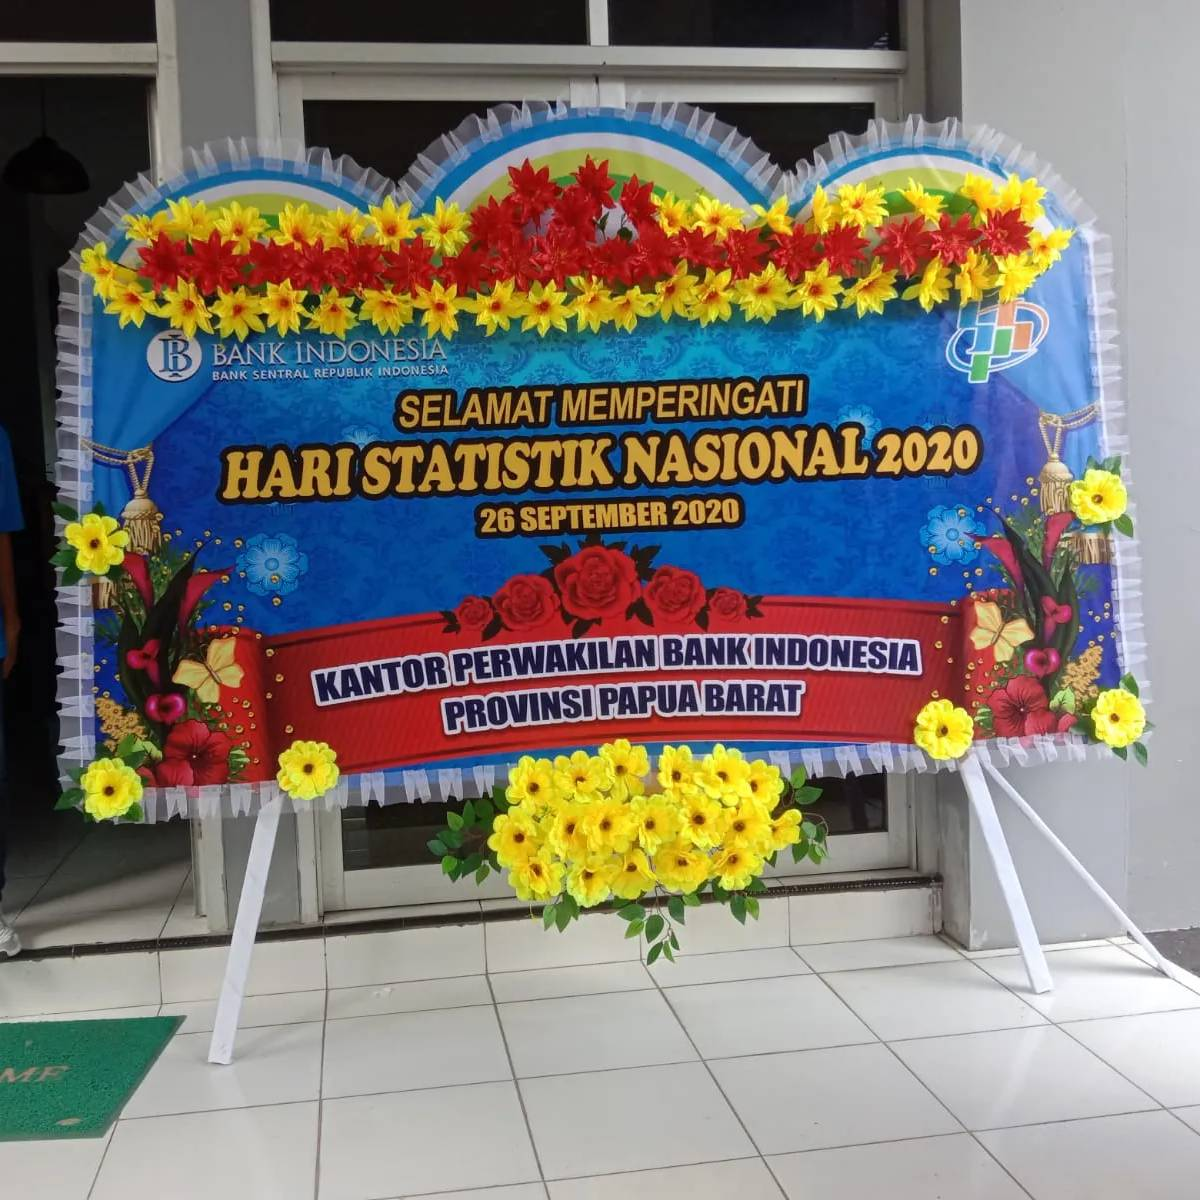 BANK INDONESIA
BANK SENTRAL REPUBLIK INDONESIA
SELAMAT MEMPERINGATI
HARI STATISTIK NASIONAL 2020
26 SEPTEMBER 2020
KANTOR PERWAKILAN BANK INDONESIA
PROVINSI PAPUA BARAT